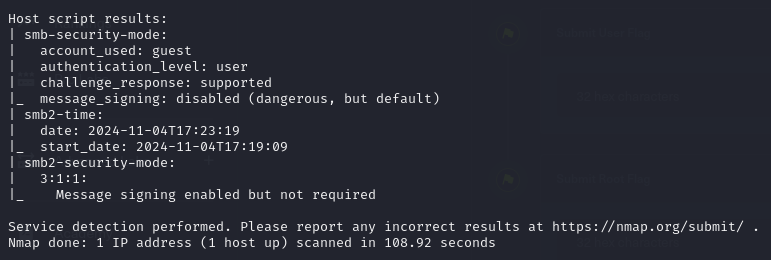 Host script results:
| smb-security-mode:
|   account_used: guest
|   authentication_level: user
|   challenge_response: supported
|_  message_signing: disabled (dangerous, but default)
| smb2-time:
|   date: 2024-11-04T17:23:19
|_  start_date: 2024-11-04T17:19:09
| smb2-security-mode:
|   3:1:1:
|_    Message signing enabled but not required

Service detection performed. Please report any incorrect results at https://nmap.org/submit/ .
Nmap done: 1 IP address (1 host up) scanned in 108.92 seconds